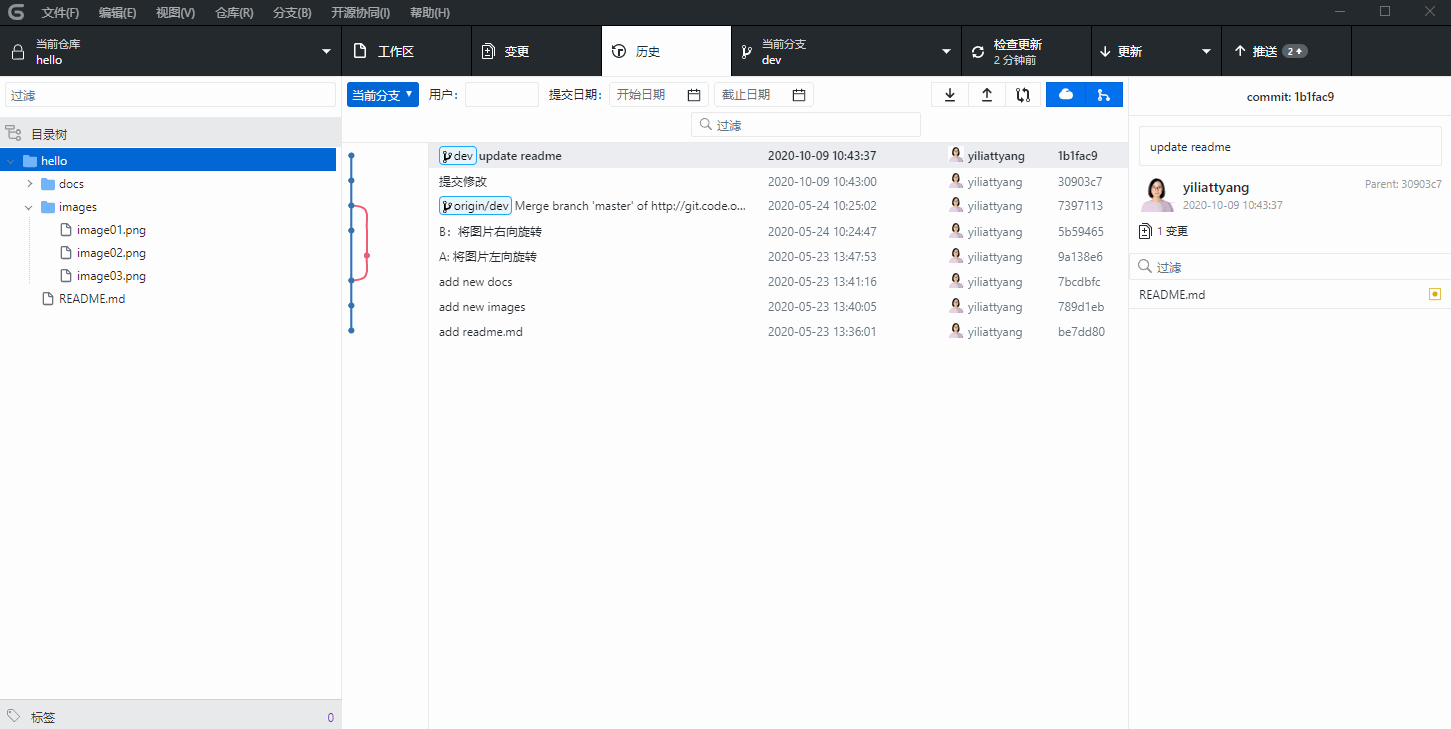 文件(F) 编辑(E) 视图(V) 仓库(R) 分支(B) 开源协同(I) 帮助(H)
当前仓库
hello
工作区
变更
历史
当前分支
dev
检查更新
2 分钟前
更新
推送 2
过滤
目录树
hello
docs
images
image01.png
image02.png
image03.png
README.md
标签 0
当前分支 用户: 提交日期: 开始日期 截止日期
过滤
dev update readme 2020-10-09 10:43:37 yiliattyang 1b1fac9
提交修改 2020-10-09 10:43:00 yiliattyang 30903c7
origin/dev Merge branch 'master' of http://git.code.o... 2020-05-24 10:25:02 yiliattyang 7397113
B：将图片右向旋转 2020-05-24 10:24:47 yiliattyang 5b59465
A: 将图片左向旋转 2020-05-23 13:47:53 yiliattyang 9a138e6
add new docs 2020-05-23 13:41:16 yiliattyang 7bcdbfc
add new images 2020-05-23 13:40:05 yiliattyang 789d1eb
add readme.md 2020-05-23 13:36:01 yiliattyang be7dd80
commit: 1b1fac9
update readme
yiliattyang Parent: 30903c7
2020-10-09 10:43:37
1 变更
过滤
README.md